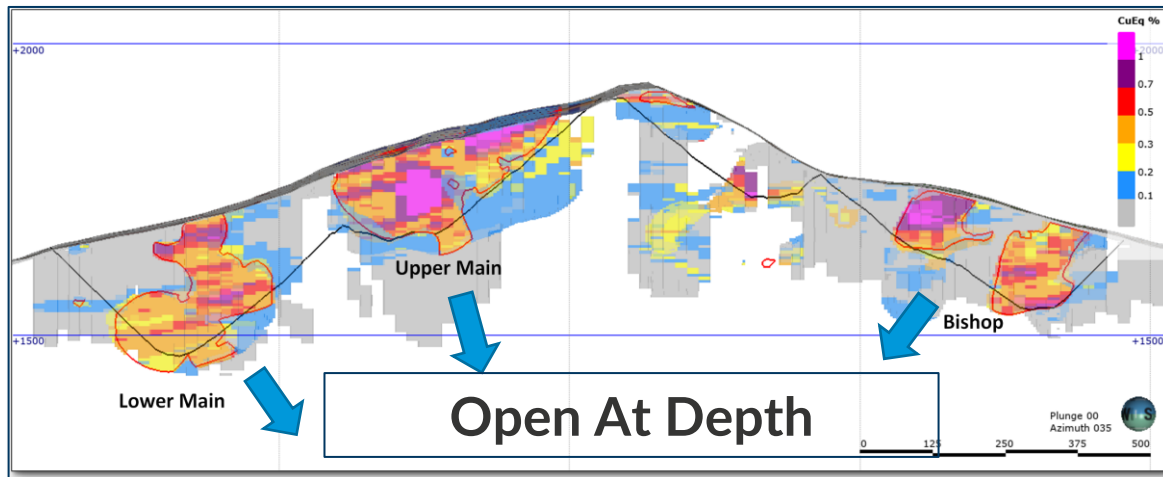 CuEq %
+2000
+2000
1
0.7
0.5
0.3
0.2
0.1
Upper Main
Bishop
+1500
+1500
Lower Main
Open At Depth
Plunge 00
Azimuth 035
0 125 250 375 500